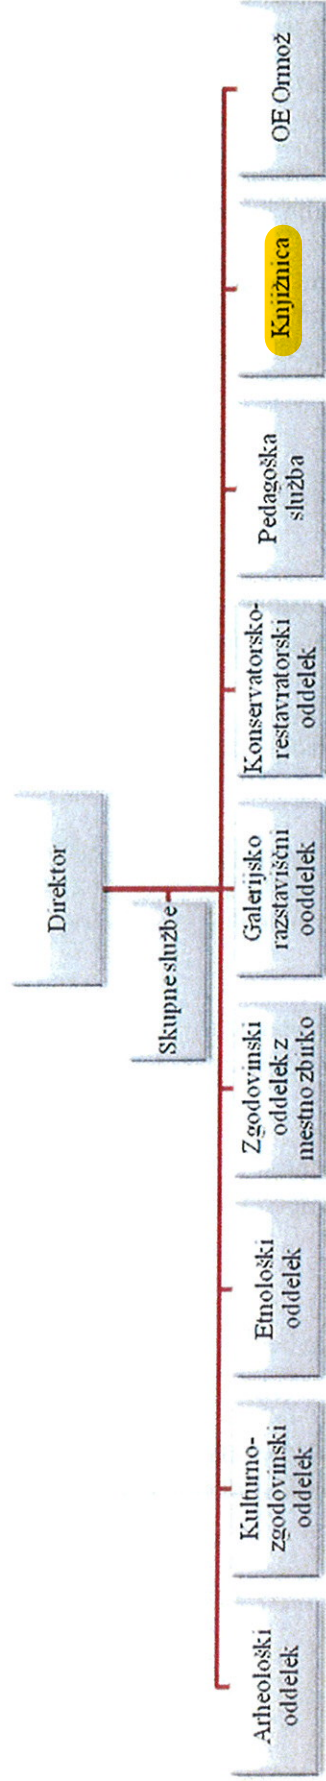 Direktor
Skupne službe
Arheološki
oddelek
Kulturno-
zgodovinski
oddelek
Etnološki
oddelek
Zgodovinski
oddelek z
mestno zbirko
Galerijsko
razstaviščni
ooddelek
Konservatorsko-
restavratorski
oddelek
Pedagoška
služba
Knjižnica
OE Ormož